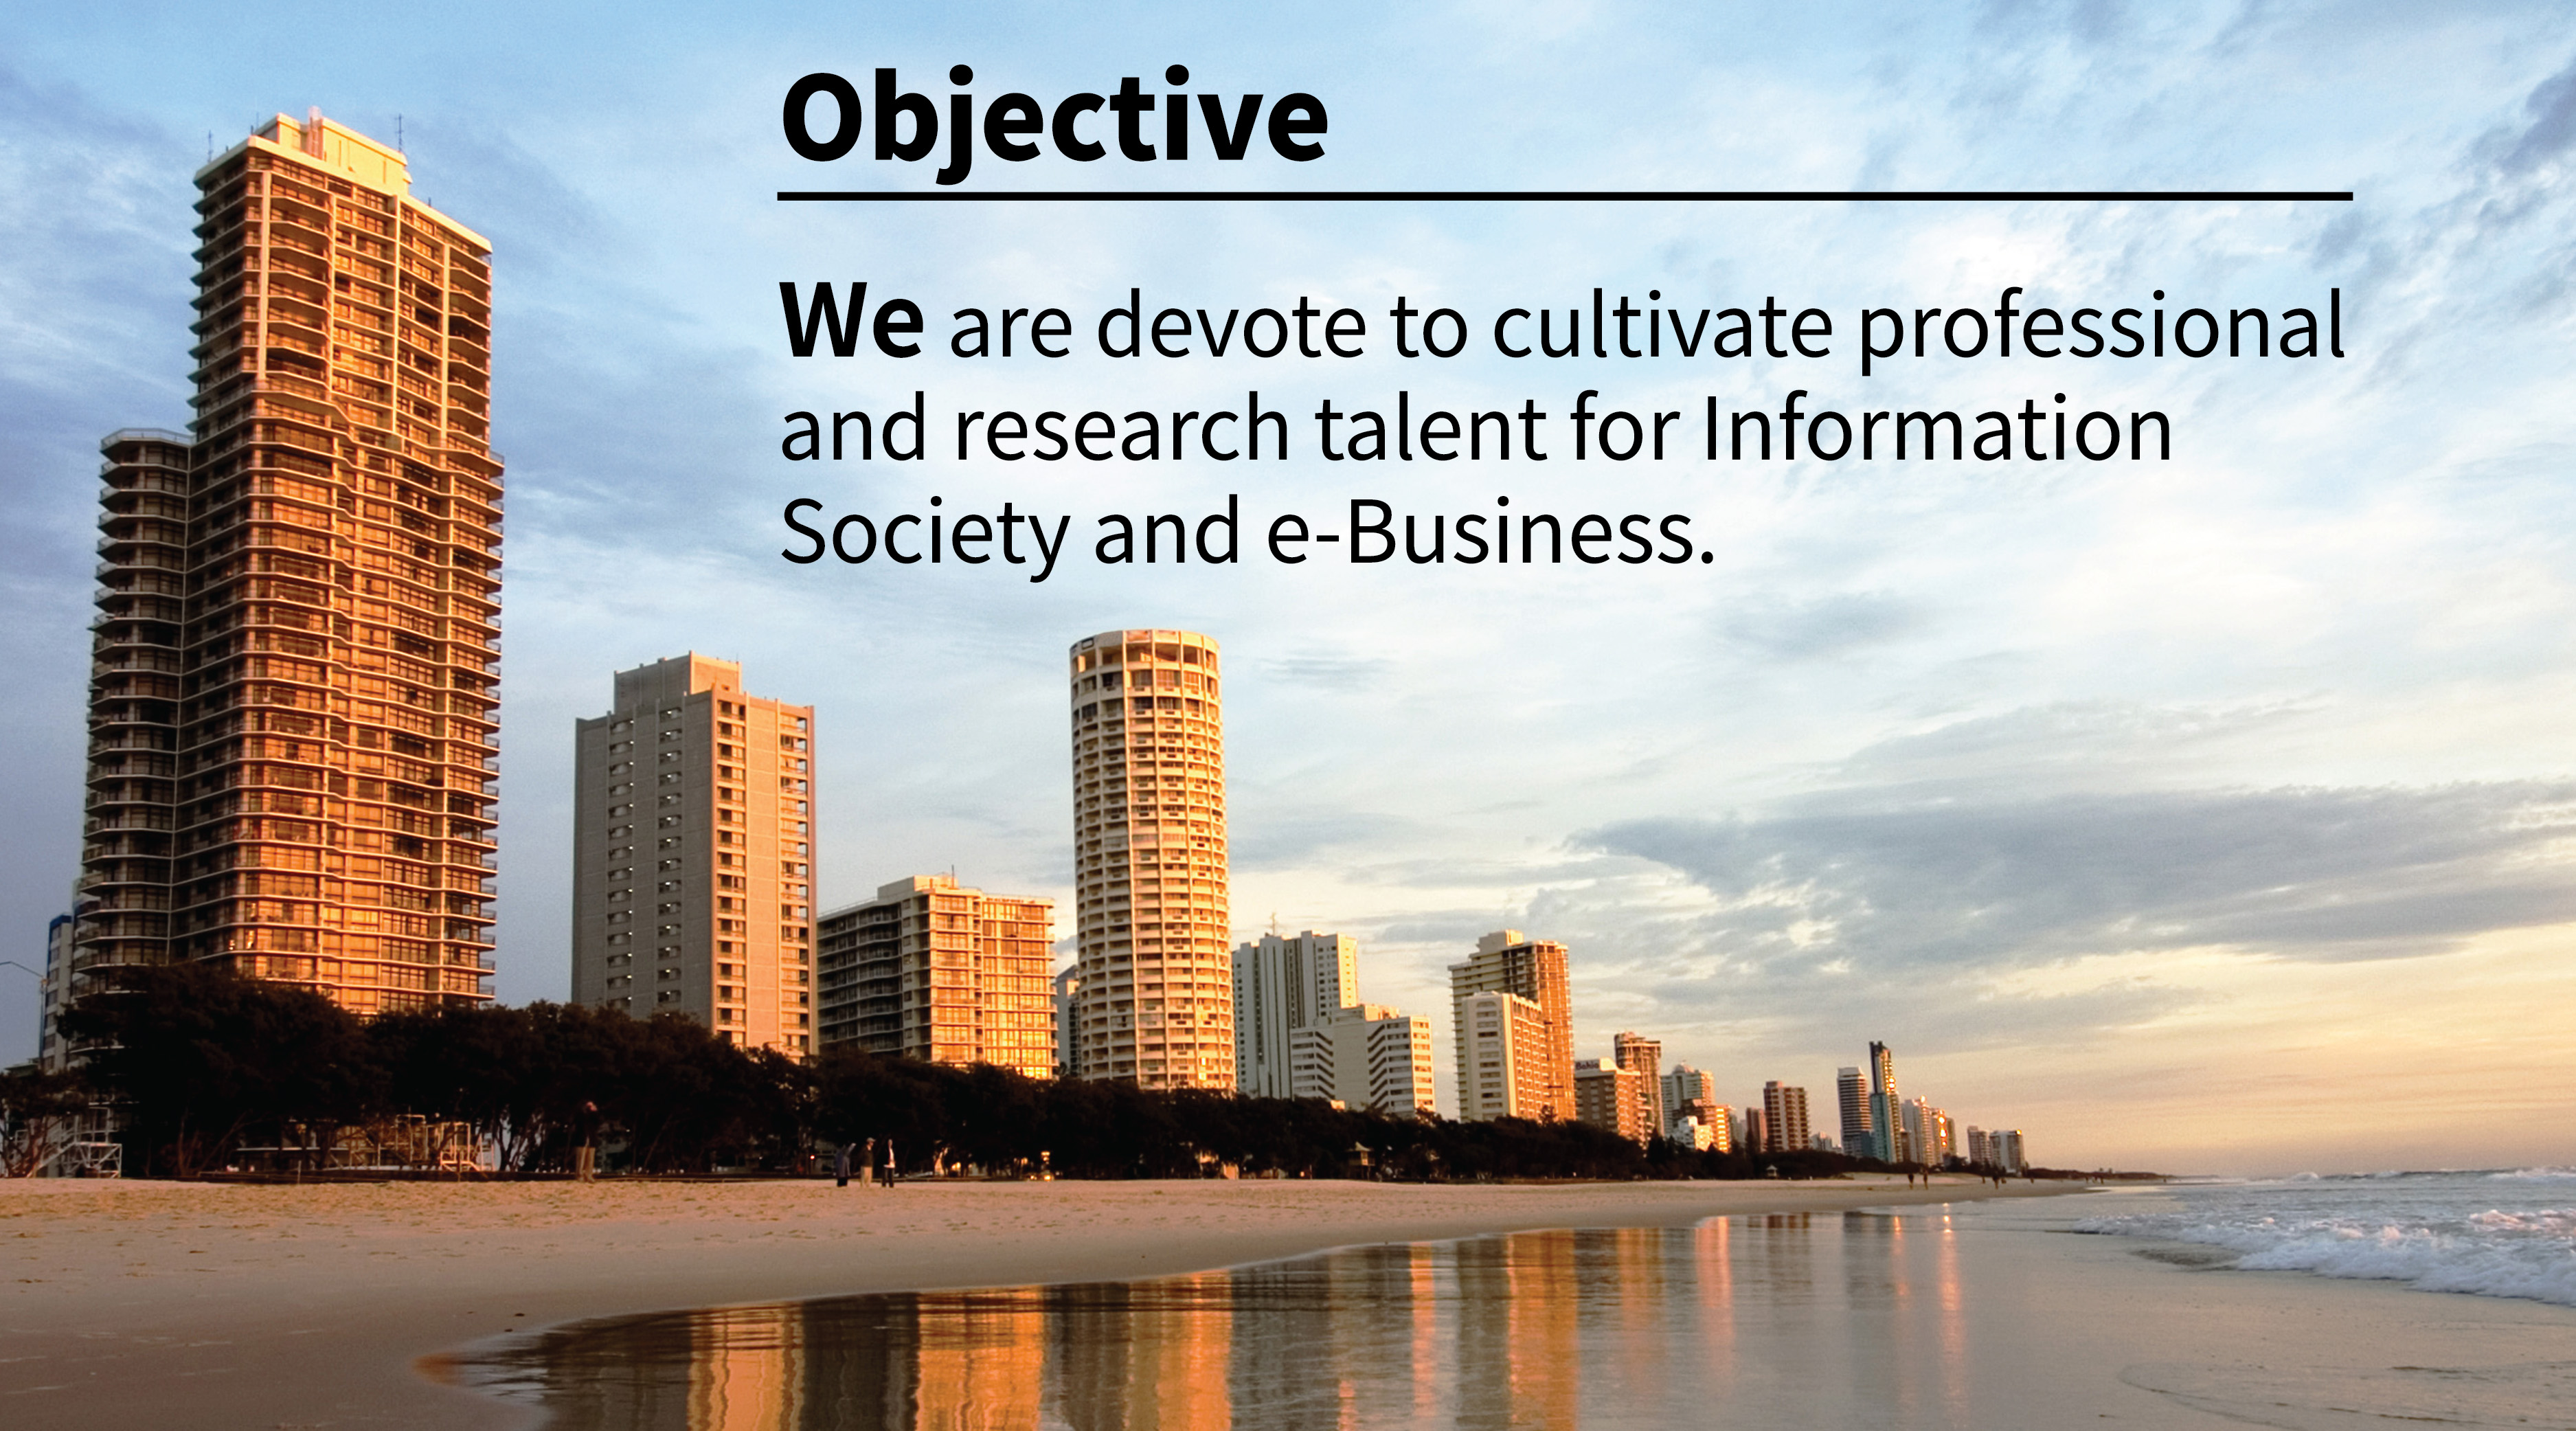 Objective
We are devote to cultivate professional
and research talent for Information
Society and e-Business.